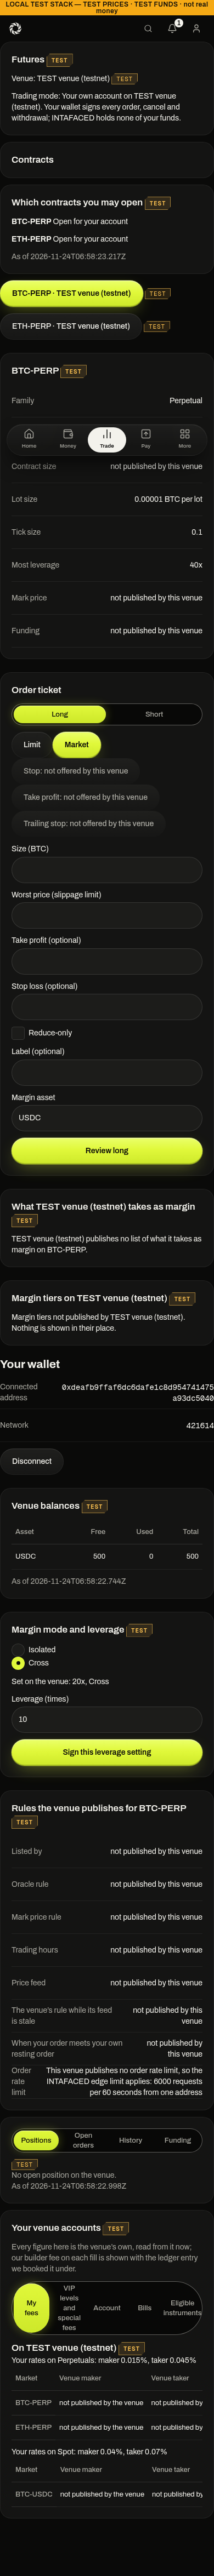 LOCAL TEST STACK — TEST PRICES · TEST FUNDS · not real
money
1
Futures TEST
Venue: TEST venue (testnet) TEST
Trading mode: Your own account on TEST venue
(testnet). Your wallet signs every order, cancel and
withdrawal; INTAFACED holds none of your funds.
Contracts
Which contracts you may open TEST
BTC-PERP Open for your account
ETH-PERP Open for your account
As of 2026-11-24T06:58:23.217Z
BTC-PERP · TEST venue (testnet) TEST
ETH-PERP · TEST venue (testnet) TEST
BTC-PERP TEST
Family Perpetual
Home Money Trade Pay More
Contract size not published by this venue
Lot size 0.00001 BTC per lot
Tick size 0.1
Most leverage 40x
Mark price not published by this venue
Funding not published by this venue
Order ticket
Long Short
Limit Market
Stop: not offered by this venue
Take profit: not offered by this venue
Trailing stop: not offered by this venue
Size (BTC)
Worst price (slippage limit)
Take profit (optional)
Stop loss (optional)
Reduce-only
Label (optional)
Margin asset
USDC
Review long
What TEST venue (testnet) takes as margin
TEST
TEST venue (testnet) publishes no list of what it takes as
margin on BTC-PERP.
Margin tiers on TEST venue (testnet) TEST
Margin tiers not published by TEST venue (testnet).
Nothing is shown in their place.
Your wallet
Connected address 0xdeafb9ffaf6dc6dafe1c8d954741475
a93dc5040
Network 421614
Disconnect
Venue balances TEST
Asset Free Used Total
USDC 500 0 500
As of 2026-11-24T06:58:22.744Z
Margin mode and leverage TEST
Isolated
Cross
Set on the venue: 20x, Cross
Leverage (times)
10
Sign this leverage setting
Rules the venue publishes for BTC-PERP
TEST
Listed by not published by this venue
Oracle rule not published by this venue
Mark price rule not published by this venue
Trading hours not published by this venue
Price feed not published by this venue
The venue's rule while its feed is stale not published by this venue
When your order meets your own resting order not published by this venue
Order rate limit This venue publishes no order rate limit, so the INTAFACED edge limit applies: 6000 requests per 60 seconds from one address
Positions Open orders History Funding
TEST
No open position on the venue.
As of 2026-11-24T06:58:22.998Z
Your venue accounts TEST
Every figure here is the venue's own, read from it now;
our builder fee on each fill is shown with the ledger entry
we booked it under.
My fees VIP levels and special fees Account Bills Eligible instruments
On TEST venue (testnet) TEST
Your rates on Perpetuals: maker 0.015%, taker 0.045%
Market Venue maker Venue taker
BTC-PERP not published by the venue not published by
ETH-PERP not published by the venue not published by
Your rates on Spot: maker 0.04%, taker 0.07%
Market Venue maker Venue taker
BTC-USDC not published by the venue not published by